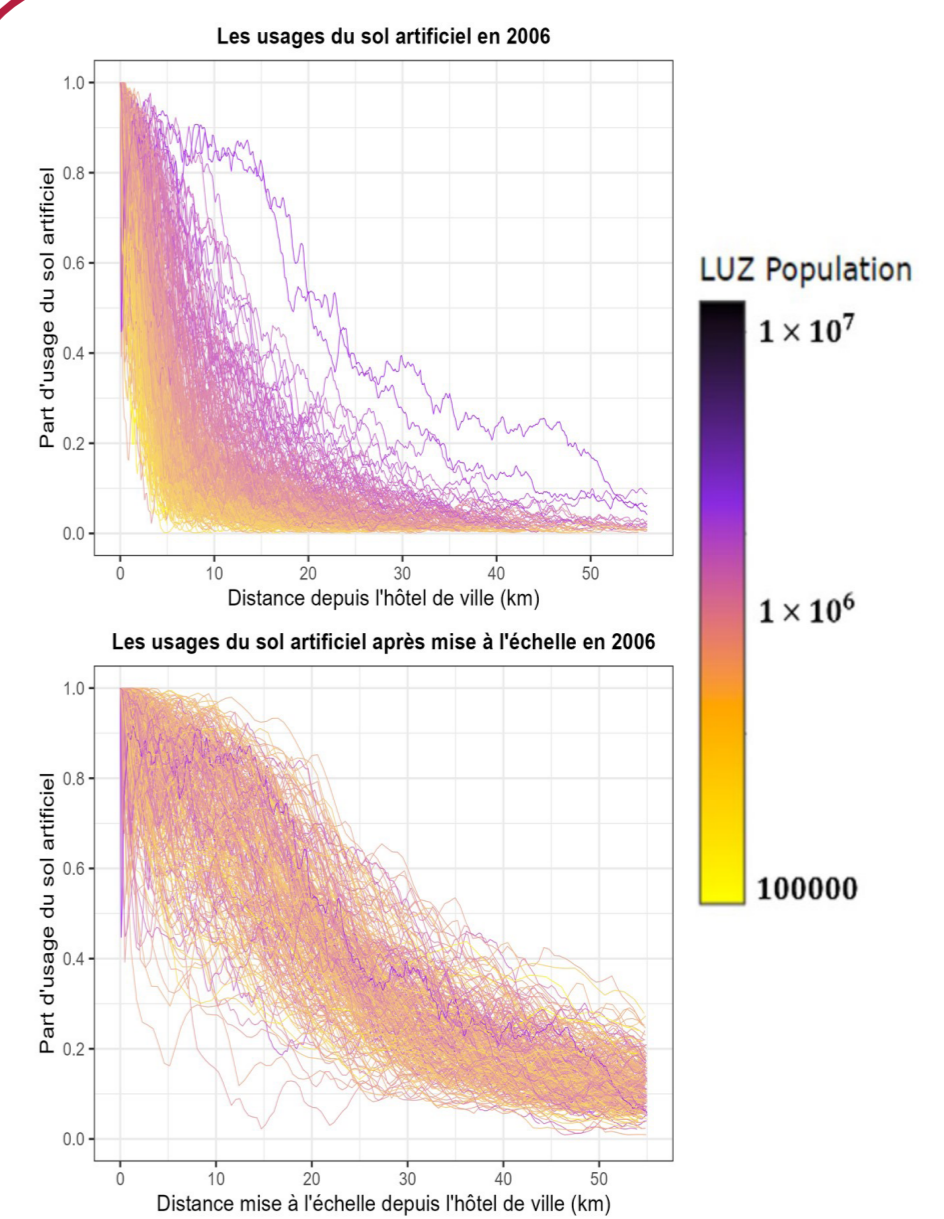 Les usages du sol artificiel en 2006
1.0
0.8
0.6
0.4
0.2
0.0
Part d'usage du sol artificiel
0 10 20 30 40 50
Distance depuis l'hôtel de ville (km)
LUZ Population
1 × 10⁷
1 × 10⁶
100000
Les usages du sol artificiel après mise à l'échelle en 2006
1.0
0.8
0.6
0.4
0.2
0.0
Part d'usage du sol artificiel
0 10 20 30 40 50
Distance mise à l'échelle depuis l'hôtel de ville (km)